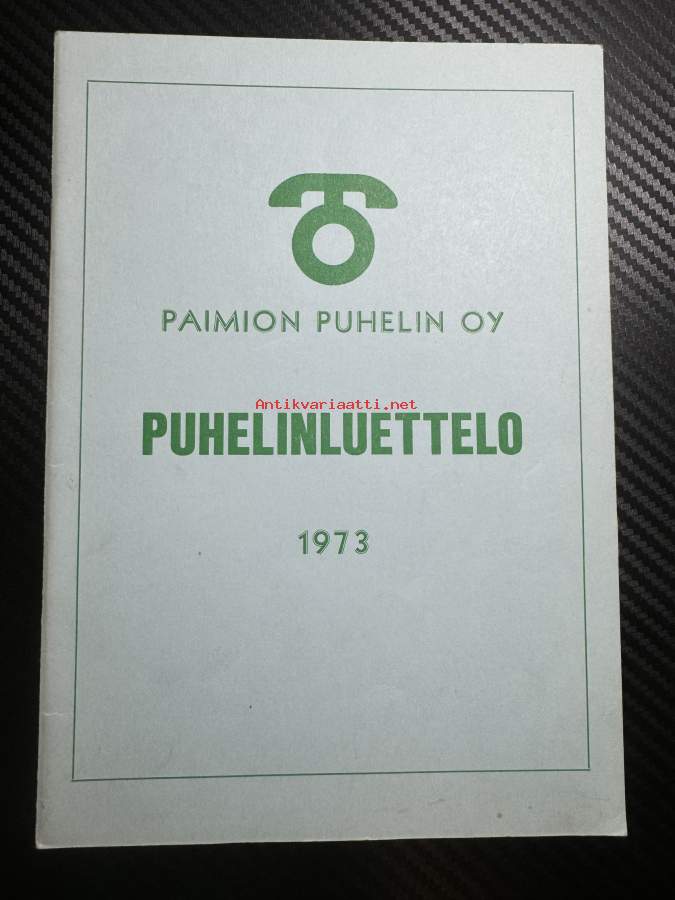 PAIMION PUHELIN OY
Antikvariaatti.net
PUHELINLUETTELO
1973